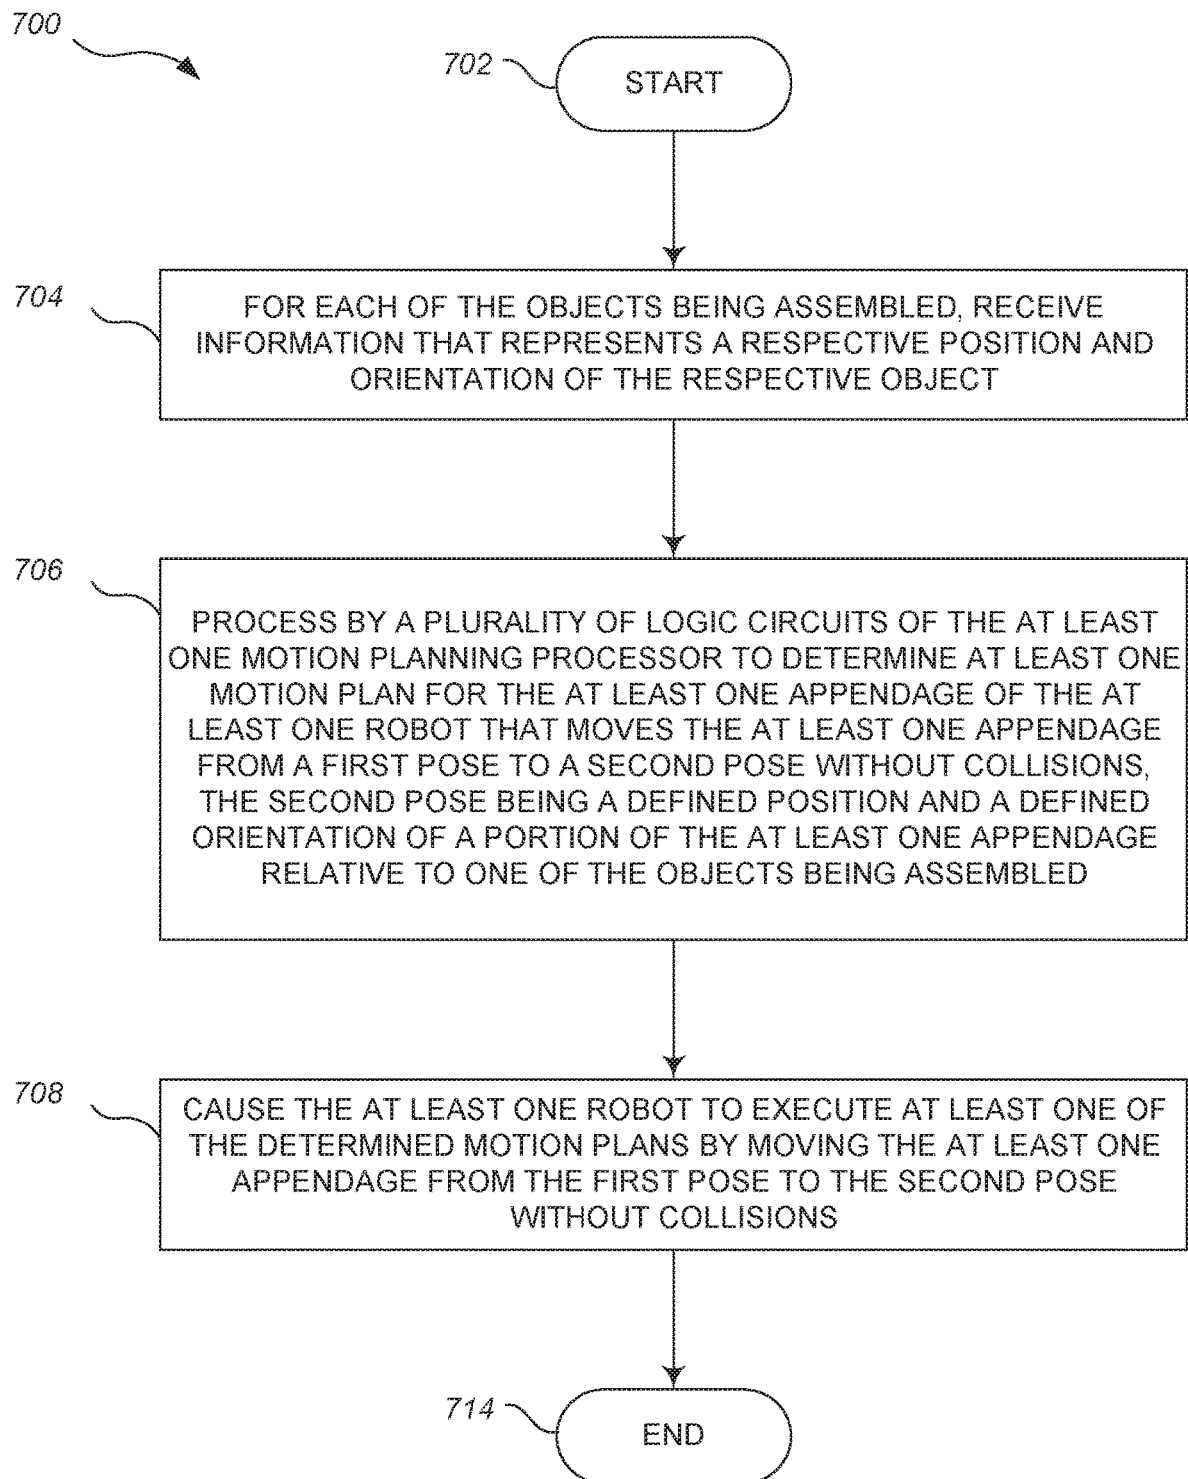 700
702
START
704
FOR EACH OF THE OBJECTS BEING ASSEMBLED, RECEIVE
INFORMATION THAT REPRESENTS A RESPECTIVE POSITION AND
ORIENTATION OF THE RESPECTIVE OBJECT
706
PROCESS BY A PLURALITY OF LOGIC CIRCUITS OF THE AT LEAST
ONE MOTION PLANNING PROCESSOR TO DETERMINE AT LEAST ONE
MOTION PLAN FOR THE AT LEAST ONE APPENDAGE OF THE AT
LEAST ONE ROBOT THAT MOVES THE AT LEAST ONE APPENDAGE
FROM A FIRST POSE TO A SECOND POSE WITHOUT COLLISIONS,
THE SECOND POSE BEING A DEFINED POSITION AND A DEFINED
ORIENTATION OF A PORTION OF THE AT LEAST ONE APPENDAGE
RELATIVE TO ONE OF THE OBJECTS BEING ASSEMBLED
708
CAUSE THE AT LEAST ONE ROBOT TO EXECUTE AT LEAST ONE OF
THE DETERMINED MOTION PLANS BY MOVING THE AT LEAST ONE
APPENDAGE FROM THE FIRST POSE TO THE SECOND POSE
WITHOUT COLLISIONS
714
END